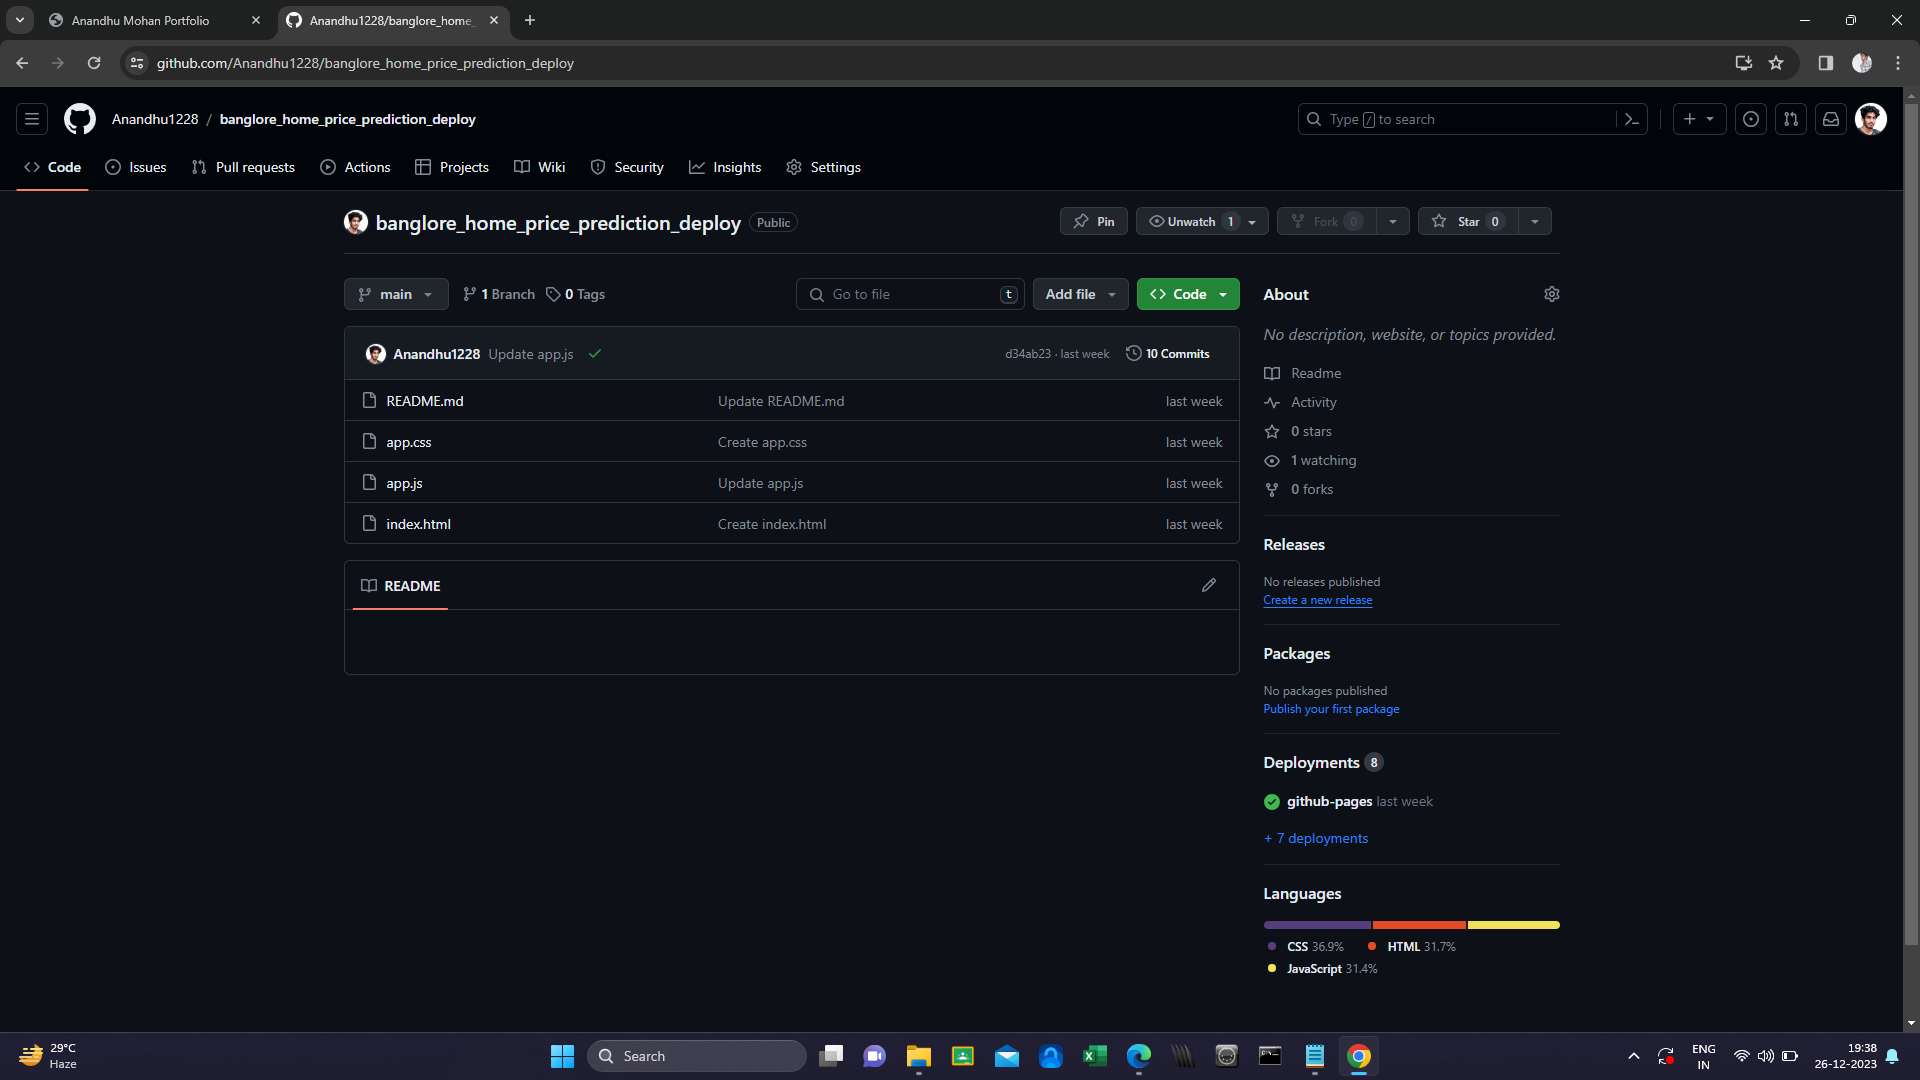 Anandhu Mohan Portfolio
Anandhu1228/banglore_home_
github.com/Anandhu1228/banglore_home_price_prediction_deploy
Anandhu1228 / banglore_home_price_prediction_deploy
Type / to search
Code Issues Pull requests Actions Projects Wiki Security Insights Settings
banglore_home_price_prediction_deploy Public
Pin Unwatch 1 Fork 0 Star 0
main 1 Branch 0 Tags Go to file t Add file Code
Anandhu1228 Update app.js d34ab23 · last week 10 Commits
README.md Update README.md last week
app.css Create app.css last week
app.js Update app.js last week
index.html Create index.html last week
README
About
No description, website, or topics provided.
Readme
Activity
0 stars
1 watching
0 forks
Releases
No releases published
Create a new release
Packages
No packages published
Publish your first package
Deployments 8
github-pages last week
+ 7 deployments
Languages
CSS 36.9% HTML 31.7%
JavaScript 31.4%
29°C
Haze
Search
ENG
IN
19:38
26-12-2023